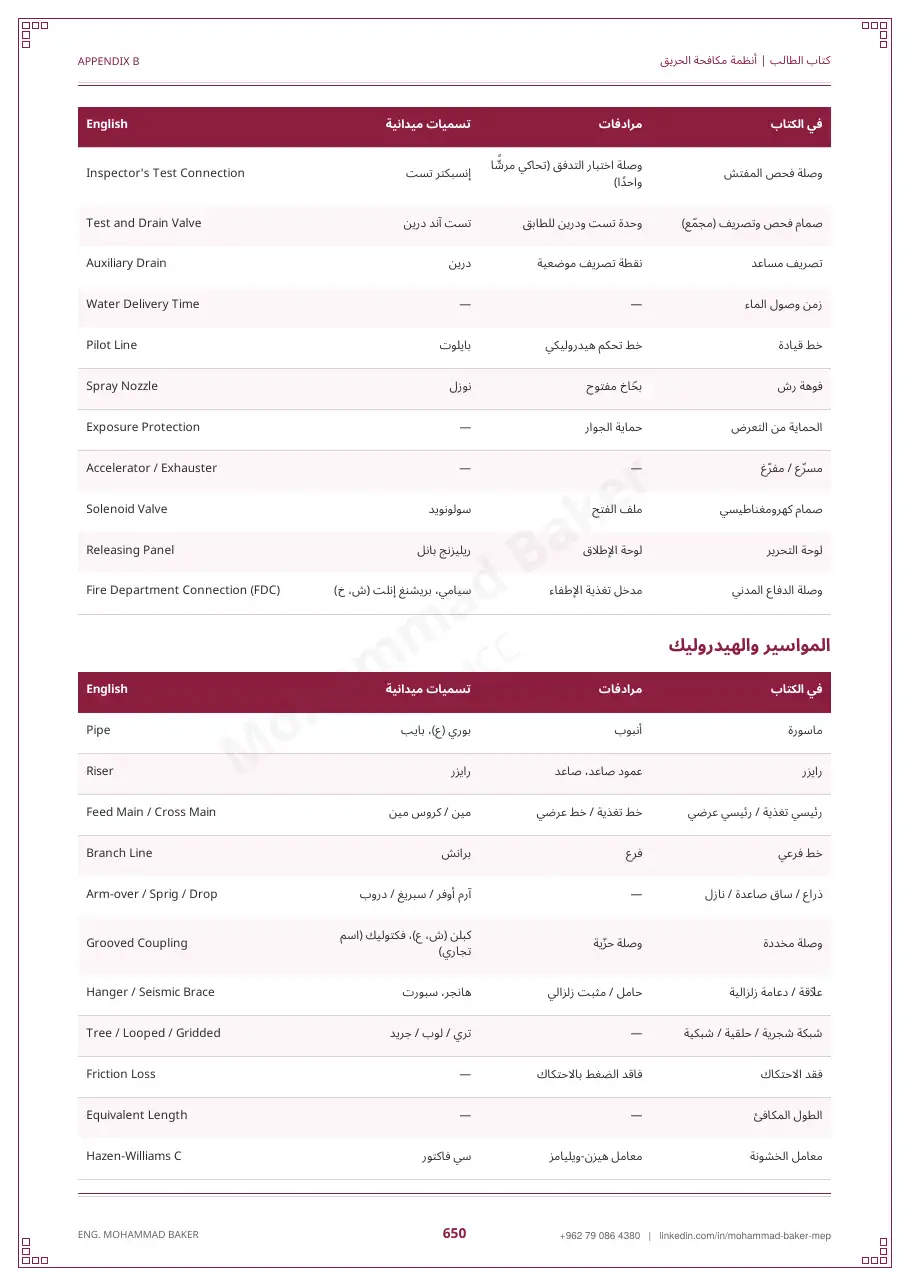 كتاب الطالب | أنظمة مكافحة الحريق APPENDIX B
في الكتاب مرادفات تسميات ميدانية English
وصلة فحص المفتش وصلة اختبار التدفق (تحاكي مرشًّا إنسبكتر تست Inspector's Test Connection
واحدًا)
صمام فحص وتصريف (مجمّع) وحدة تست ودرين للطابق تست آند درين Test and Drain Valve
تصريف مساعد نقطة تصريف موضعية درين Auxiliary Drain
زمن وصول الماء — — Water Delivery Time
خط قيادة خط تحكم هيدروليكي بايلوت Pilot Line
فوهة رش بخّاخ مفتوح نوزل Spray Nozzle
الحماية من التعرض حماية الجوار — Exposure Protection
مسرّع / مفرّغ — — Accelerator / Exhauster
صمام كهرومغناطيسي ملف الفتح سولونويد Solenoid Valve
لوحة التحرير لوحة الإطلاق ريليزنج بانل Releasing Panel
وصلة الدفاع المدني مدخل تغذية الإطفاء سيامي، بريشنغ إنلت (ش، خ) Fire Department Connection (FDC)
المواسير والهيدروليك
في الكتاب مرادفات تسميات ميدانية English
ماسورة أنبوب بوري (ع)، بايب Pipe
رايزر عمود صاعد، صاعد رايزر Riser
رئيسي تغذية / رئيسي عرضي خط تغذية / خط عرضي مين / كروس مين Feed Main / Cross Main
خط فرعي فرع برانش Branch Line
ذراع / ساق صاعدة / نازل — آرم أوفر / سبريغ / دروب Arm-over / Sprig / Drop
وصلة مخددة وصلة حزّية كبلن (ش، ع)، فكتوليك (اسم Grooved Coupling
تجاري)
علاّقة / دعامة زلزالية حامل / مثبت زلزالي هانجر، سبورت Hanger / Seismic Brace
شبكة شجرية / حلقية / شبكية — تري / لوب / جريد Tree / Looped / Gridded
فقد الاحتكاك فاقد الضغط بالاحتكاك — Friction Loss
الطول المكافئ — — Equivalent Length
معامل الخشونة معامل هيزن-ويليامز سي فاكتور Hazen-Williams C
Mohammad Baker
MCC
ENG. MOHAMMAD BAKER 650 +962 79 086 4380 | linkedin.com/in/mohammad-baker-mep